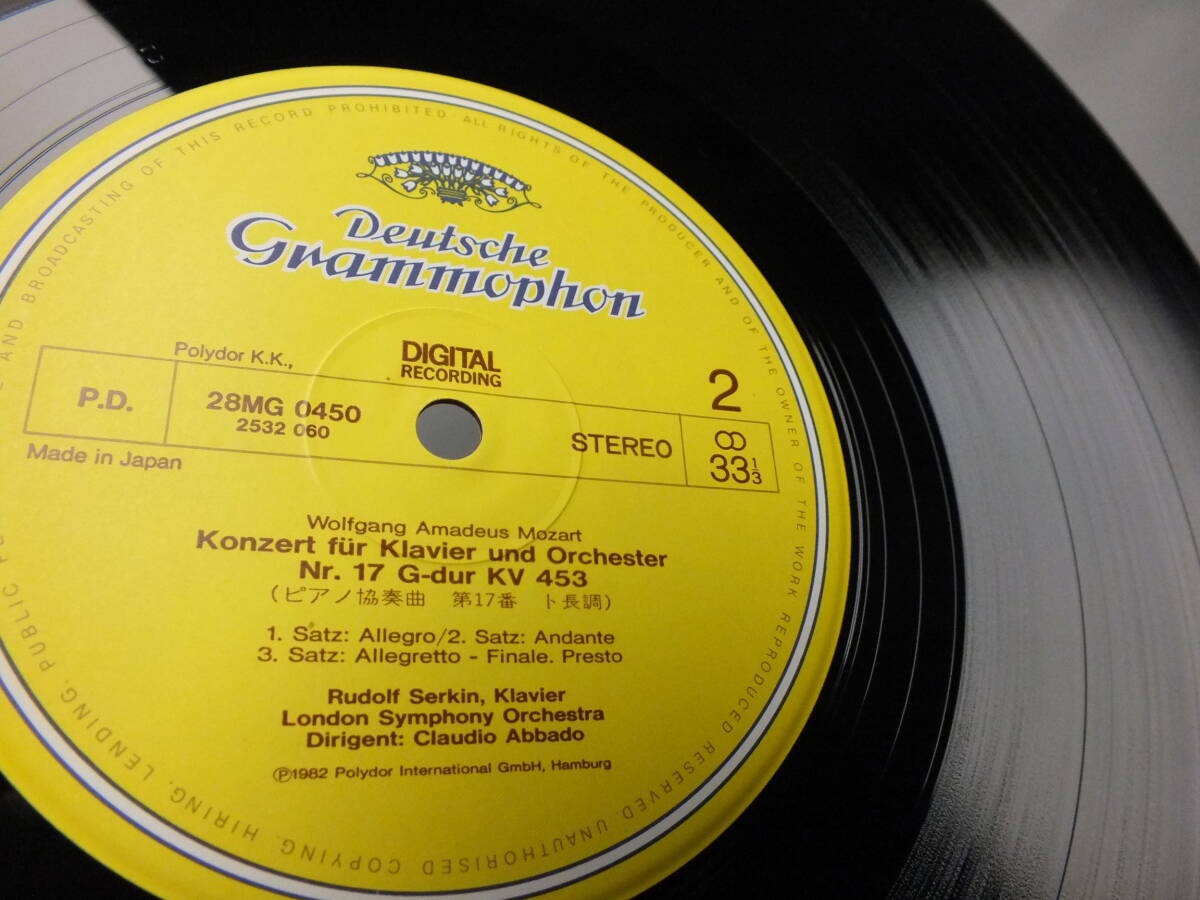 Deutsche
Grammophon
Polydor K.K.,
DIGITAL
RECORDING
2
P.D.
28MG 0450
2532 060
STEREO
33 1/3
Made in Japan
Wolfgang Amadeus Mozart
Konzert für Klavier und Orchester
Nr. 17 G-dur KV 453
(ピアノ協奏曲 第17番 ト長調)
1. Satz: Allegro/2. Satz: Andante
3. Satz: Allegretto - Finale. Presto
Rudolf Serkin, Klavier
London Symphony Orchestra
Dirigent: Claudio Abbado
℗1982 Polydor International GmbH, Hamburg
ALL RIGHTS OF THE PRODUCER AND OF THE OWNER OF THE WORK REPRODUCED RESERVED UNAUTHORISED COPYING, HIRING, LENDING, PUBLIC AND BROADCASTING OF THIS RECORD PROHIBITED